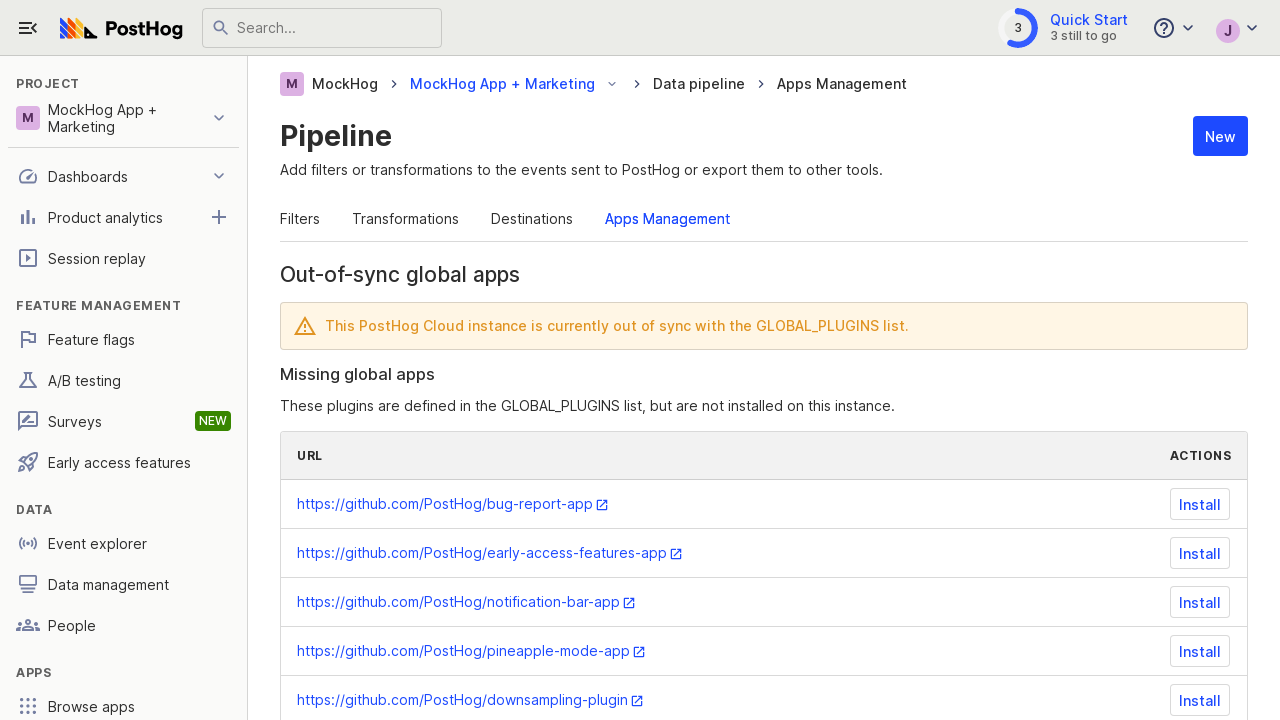 PostHog
Search...
3
Quick Start
3 still to go
J
PROJECT
M
MockHog App +
Marketing
Dashboards
Product analytics
Session replay
FEATURE MANAGEMENT
Feature flags
A/B testing
Surveys
NEW
Early access features
DATA
Event explorer
Data management
People
APPS
Browse apps
M MockHog MockHog App + Marketing Data pipeline Apps Management
Pipeline
New
Add filters or transformations to the events sent to PostHog or export them to other tools.
Filters Transformations Destinations Apps Management
Out-of-sync global apps
This PostHog Cloud instance is currently out of sync with the GLOBAL_PLUGINS list.
Missing global apps
These plugins are defined in the GLOBAL_PLUGINS list, but are not installed on this instance.
URL ACTIONS
https://github.com/PostHog/bug-report-app Install
https://github.com/PostHog/early-access-features-app Install
https://github.com/PostHog/notification-bar-app Install
https://github.com/PostHog/pineapple-mode-app Install
https://github.com/PostHog/downsampling-plugin Install